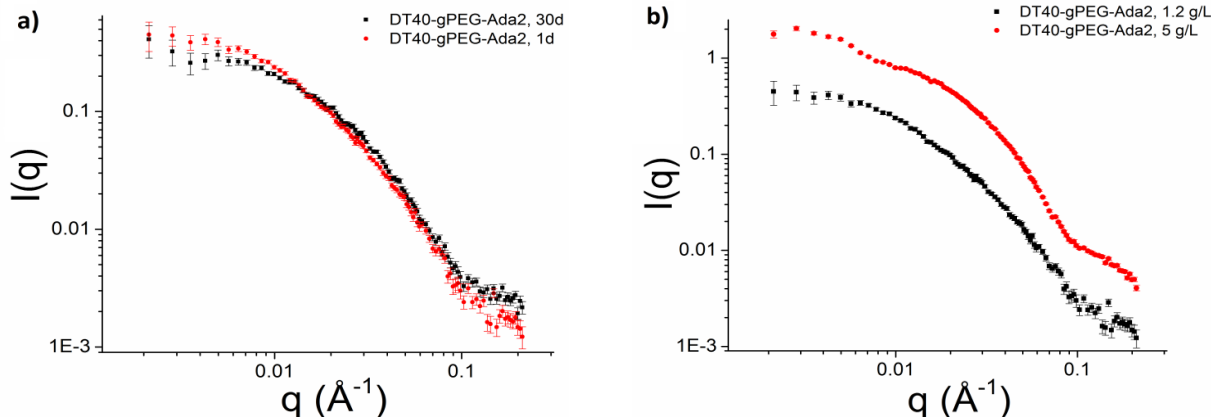 a)
DT40-gPEG-Ada2, 30d
DT40-gPEG-Ada2, 1d
0.1
0.01
1E-3
I(q)
0.01
0.1
q (Å⁻¹)
b)
DT40-gPEG-Ada2, 1.2 g/L
DT40-gPEG-Ada2, 5 g/L
1
0.1
0.01
1E-3
I(q)
0.01
0.1
q (Å⁻¹)